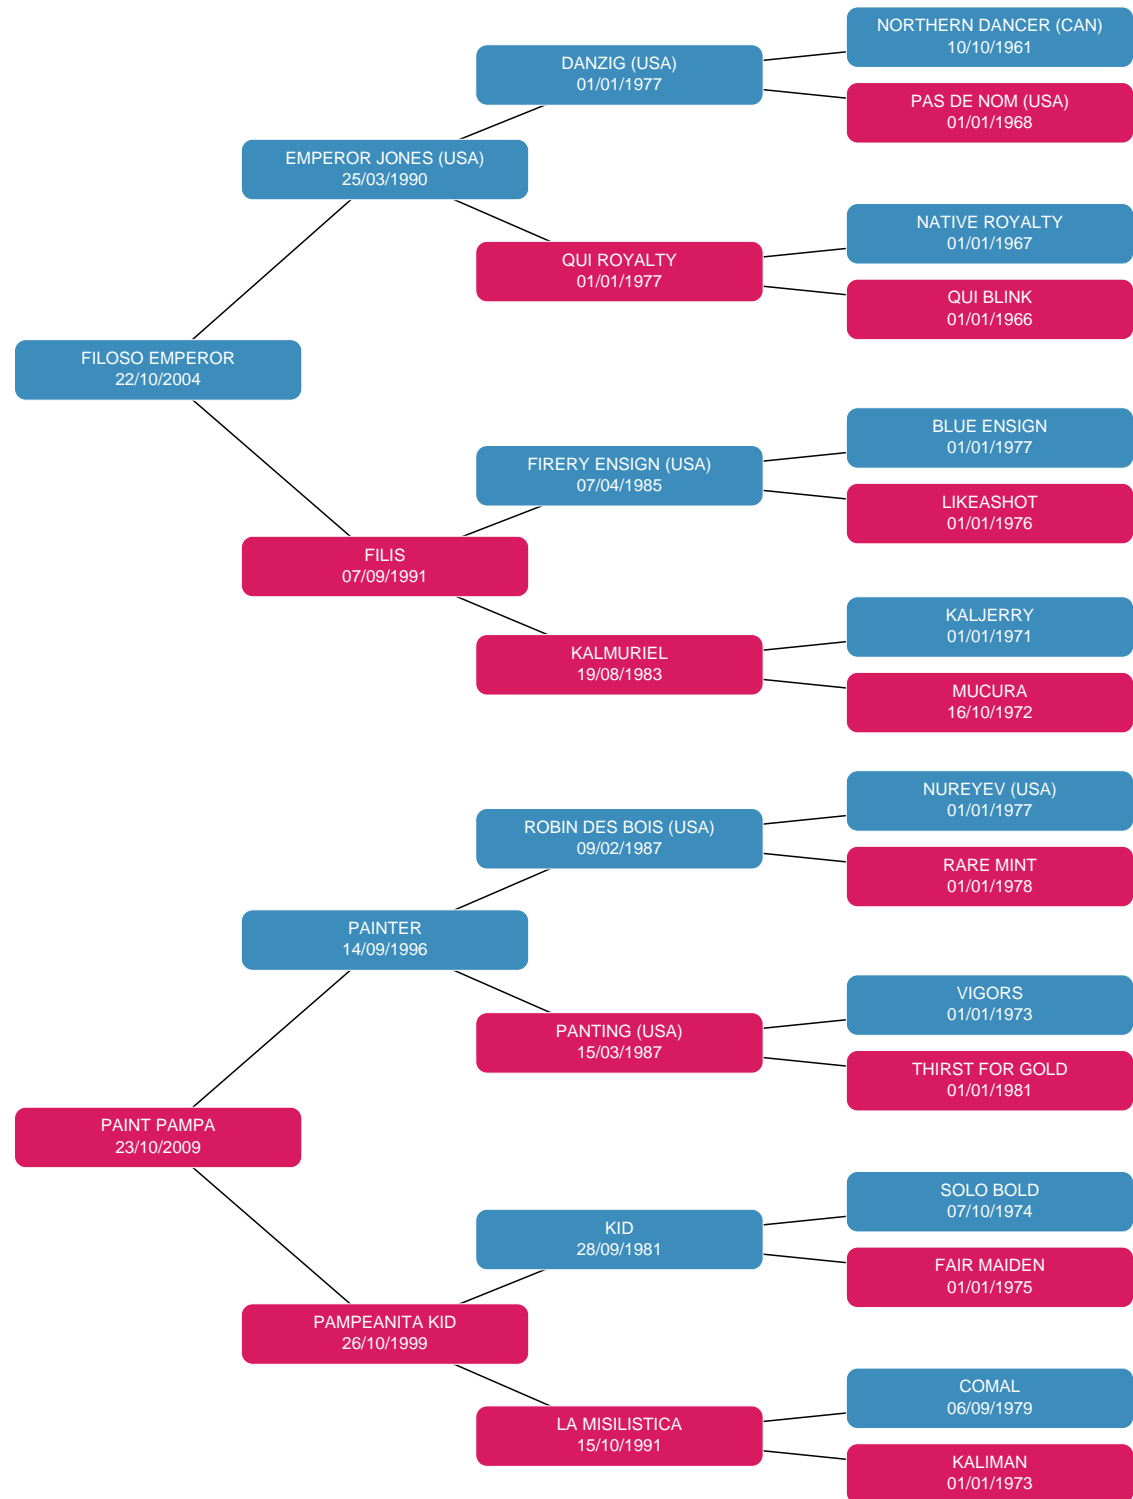 NORTHERN DANCER (CAN)
10/10/1961
DANZIG (USA)
01/01/1977
PAS DE NOM (USA)
01/01/1968
EMPEROR JONES (USA)
25/03/1990
NATIVE ROYALTY
01/01/1967
QUI ROYALTY
01/01/1977
QUI BLINK
01/01/1966
FILOSO EMPEROR
22/10/2004
BLUE ENSIGN
01/01/1977
FIRERY ENSIGN (USA)
07/04/1985
LIKEASHOT
01/01/1976
FILIS
07/09/1991
KALJERRY
01/01/1971
KALMURIEL
19/08/1983
MUCURA
16/10/1972
NUREYEV (USA)
01/01/1977
ROBIN DES BOIS (USA)
09/02/1987
RARE MINT
01/01/1978
PAINTER
14/09/1996
VIGORS
01/01/1973
PANTING (USA)
15/03/1987
THIRST FOR GOLD
01/01/1981
PAINT PAMPA
23/10/2009
SOLO BOLD
07/10/1974
KID
28/09/1981
FAIR MAIDEN
01/01/1975
PAMPEANITA KID
26/10/1999
COMAL
06/09/1979
LA MISILISTICA
15/10/1991
KALIMAN
01/01/1973